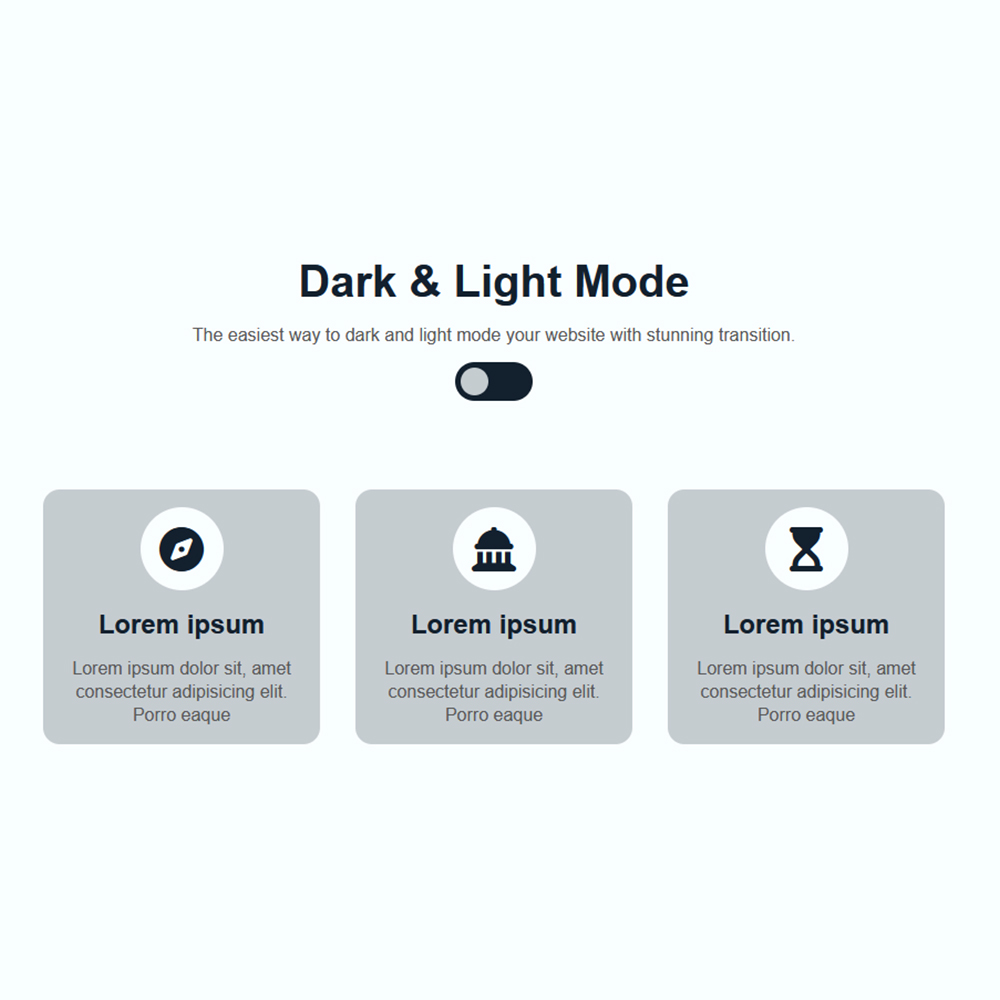 Dark & Light Mode
The easiest way to dark and light mode your website with stunning transition.
Lorem ipsum
Lorem ipsum dolor sit, amet
consectetur adipisicing elit.
Porro eaque
Lorem ipsum
Lorem ipsum dolor sit, amet
consectetur adipisicing elit.
Porro eaque
Lorem ipsum
Lorem ipsum dolor sit, amet
consectetur adipisicing elit.
Porro eaque